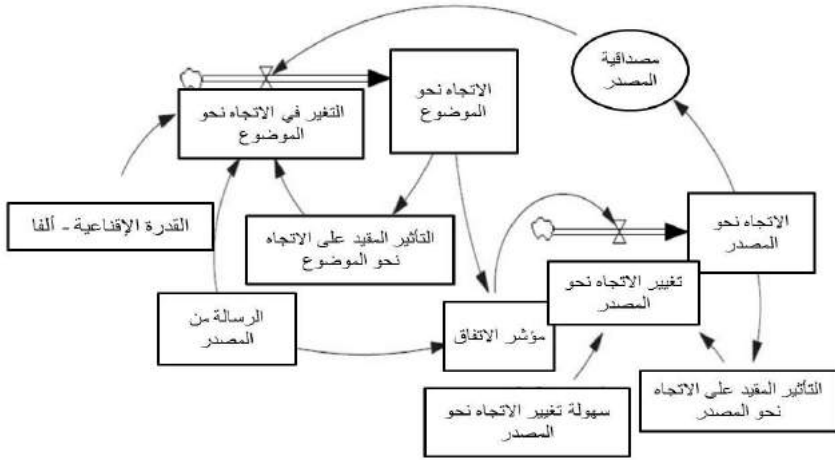 مصداقية
المصدر
الاتجاه نحو
الموضوع
التغير في الاتجاه نحو
الموضوع
القدرة الإقناعية - ألفا
التأثير المقيد على الاتجاه
نحو الموضوع
الاتجاه نحو
المصدر
تغيير الاتجاه نحو
المصدر
الرسالة من
المصدر
مؤشر الاتفاق
التأثير المقيد على الاتجاه
نحو المصدر
سهولة تغيير الاتجاه نحو
المصدر